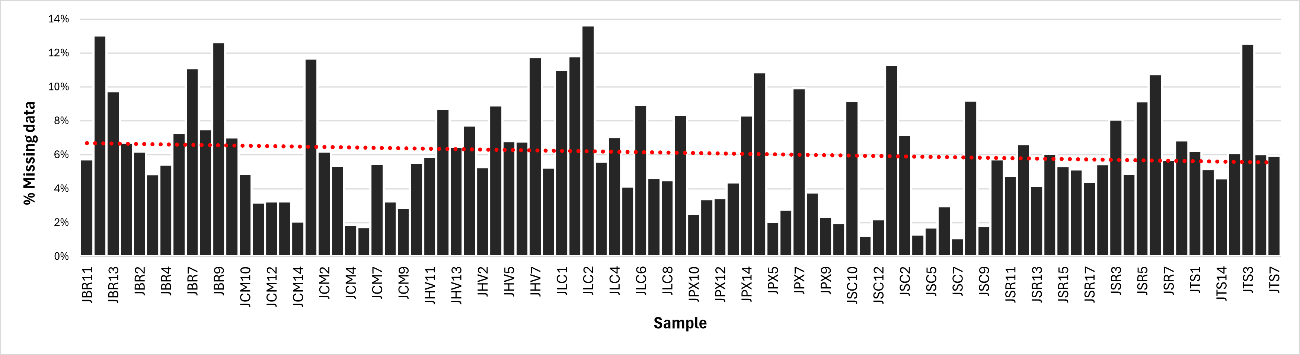 14%
12%
10%
8%
6%
4%
2%
0%
% Missing data
JBR11
JBR13
JBR2
JBR4
JBR7
JBR9
JCM10
JCM12
JCM14
JCM2
JCM4
JCM7
JCM9
JHV11
JHV13
JHV2
JHV5
JHV7
JLC1
JLC2
JLC4
JLC6
JLC8
JPX10
JPX12
JPX14
JPX5
JPX7
JPX9
JSC10
JSC12
JSC2
JSC5
JSC7
JSC9
JSR11
JSR13
JSR15
JSR17
JSR3
JSR5
JSR7
JTS1
JTS14
JTS3
JTS7
Sample